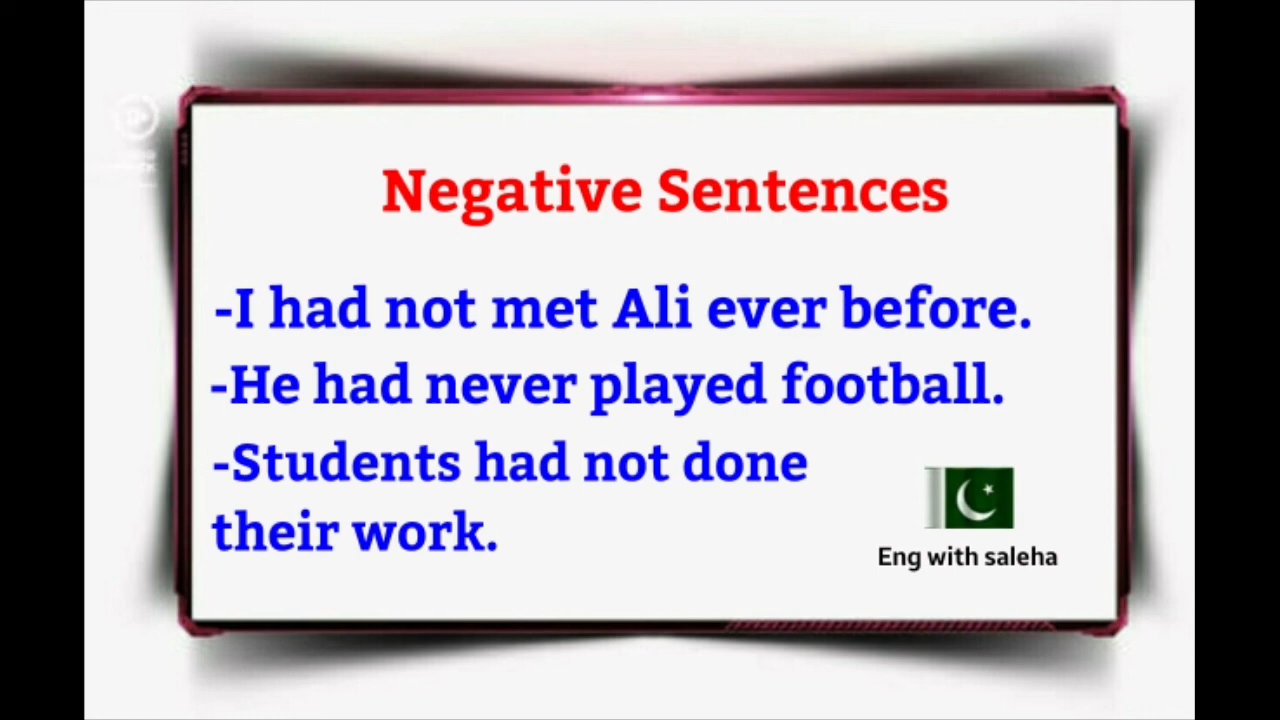 Negative Sentences
-I had not met Ali ever before.
-He had never played football.
-Students had not done
their work.
Eng with saleha